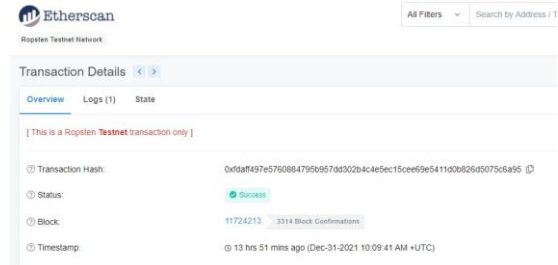 Etherscan
All Filters
Search by Address / T
Ropsten Testnet Network
Transaction Details
Overview
Logs (1)
State
[ This is a Ropsten Testnet transaction only ]
Transaction Hash:
0xfdaff497e5760884795b957dd302b4c4e5ec15cee69e5411d0b826d5075c6a95
Status:
Success
Block:
11724213
3314 Block Confirmations
Timestamp:
13 hrs 51 mins ago (Dec-31-2021 10:09:41 AM +UTC)